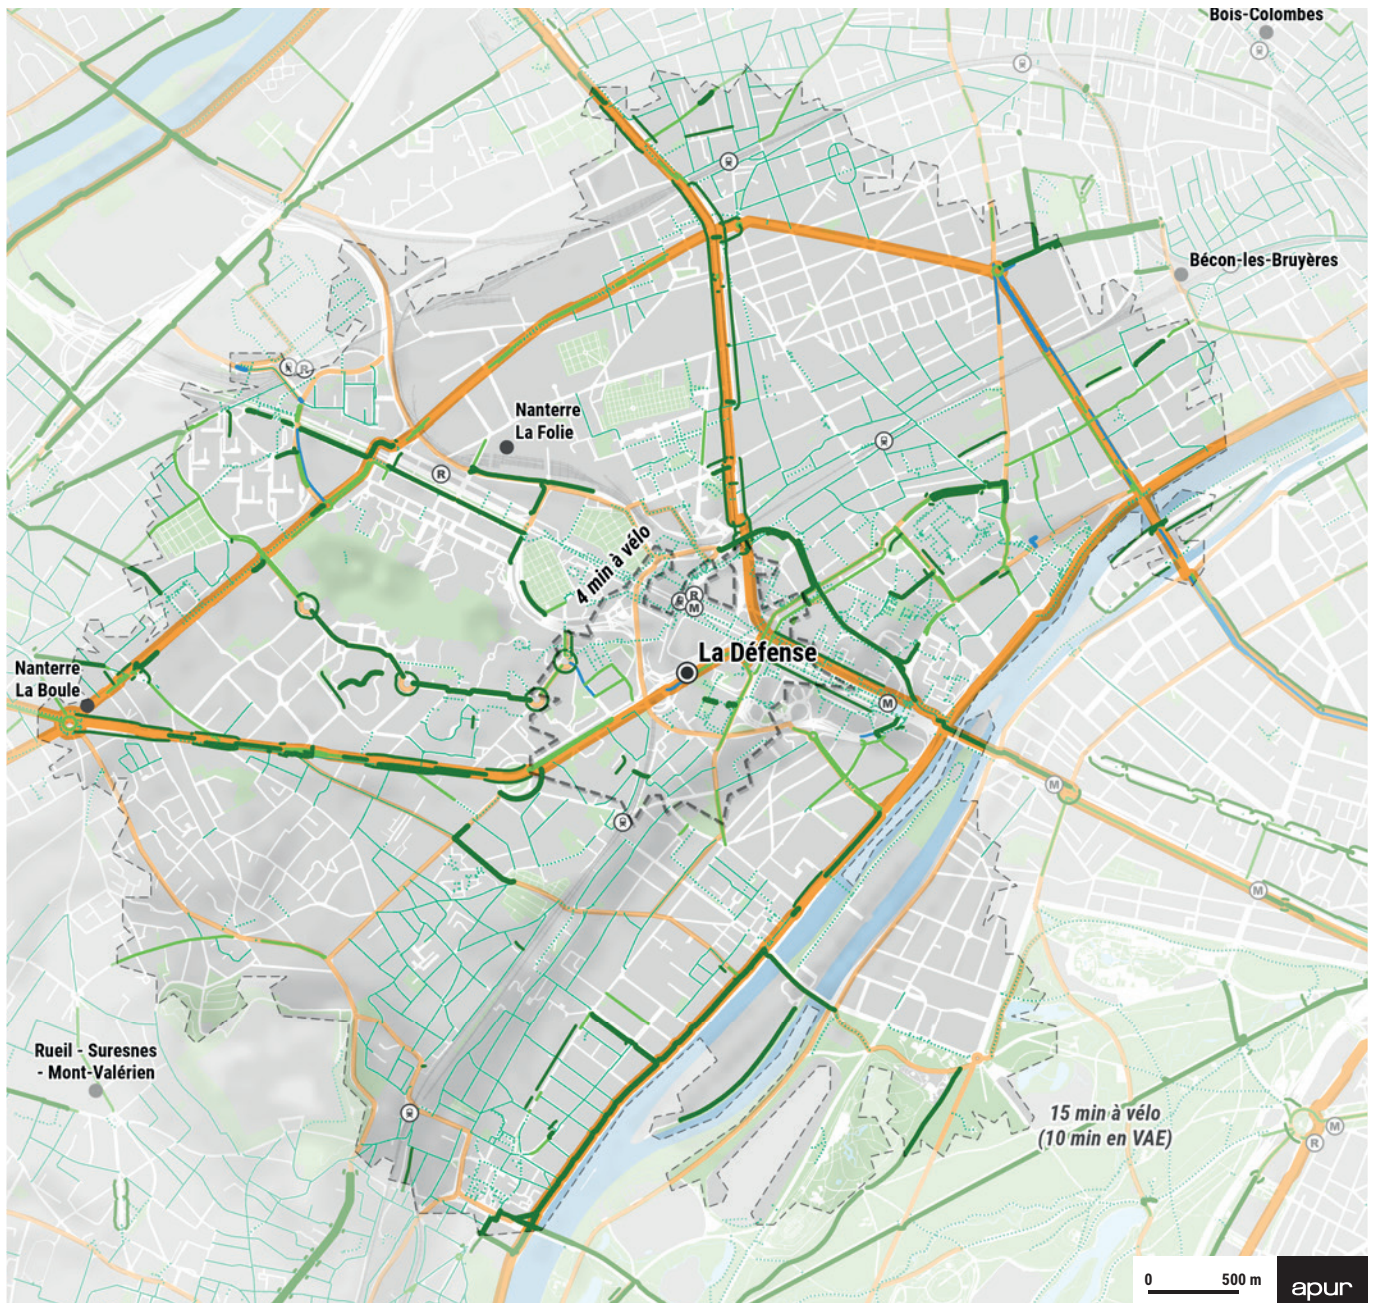 Bois-Colombes
Bécon-les-Bruyères
R
Nanterre
La Folie
R
4 min à vélo
R
M
La Défense
Nanterre
La Boule
M
M
M
Rueil - Suresnes
- Mont-Valérien
15 min à vélo
(10 min en VAE)
M
R
0 500 m
apur